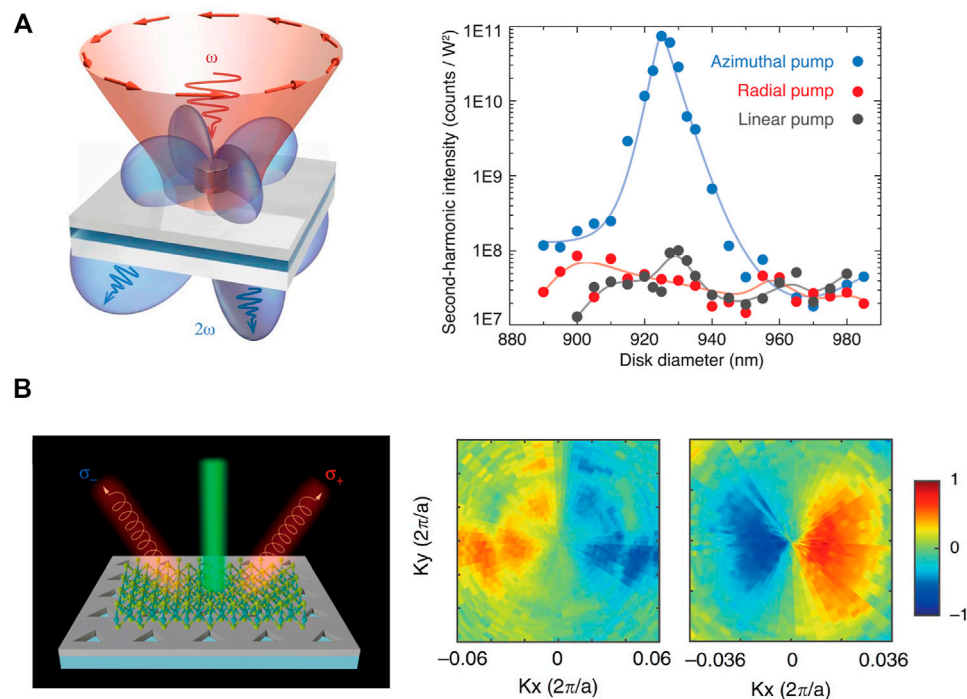 A
ω
2ω
Second-harmonic intensity (counts / W²)
1E11
1E10
1E9
1E8
1E7
Azimuthal pump
Radial pump
Linear pump
880 900 920 940 960 980
Disk diameter (nm)
B
σ₋
σ₊
Ky (2π/a)
−0.06 0 0.06
Kx (2π/a)
−0.036 0 0.036
Kx (2π/a)
1
0
−1